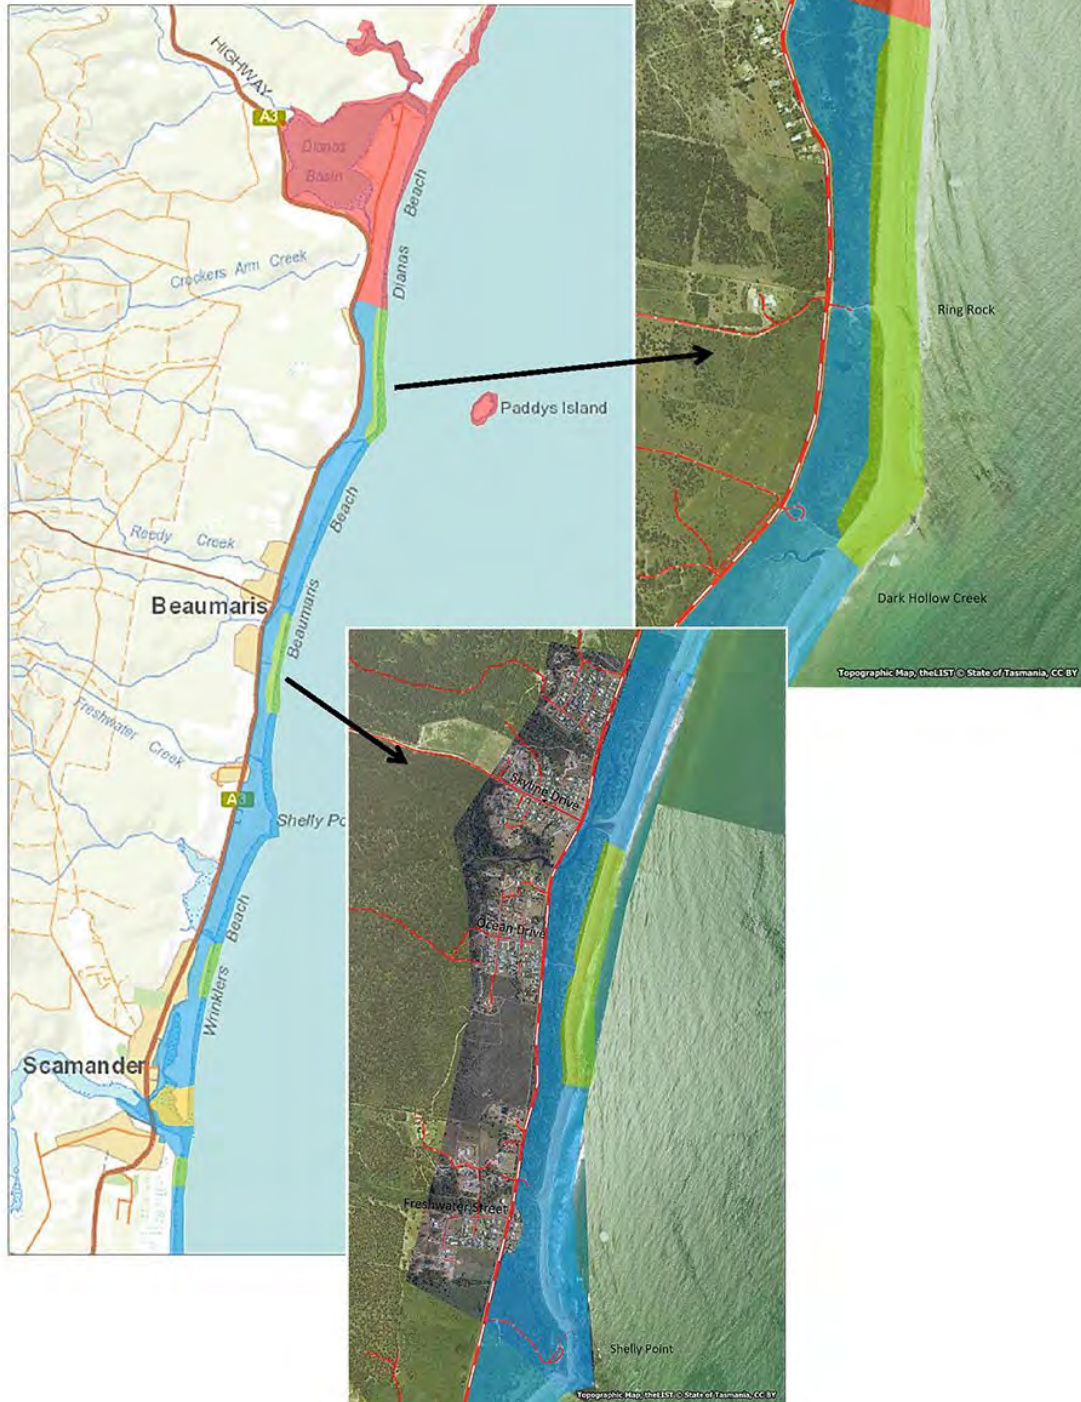 HIGHWAY
A3
Dianas
Basin
Dianas Beach
Crockers Arm Creek
Paddys Island
Reedy Creek
Beaumaris
Beaumaris Beach
Freshwater Creek
A3
Shelly Po
Wrinklers Beach
Scamander
Ring Rock
Dark Hollow Creek
Topographic Map, theLIST © State of Tasmania, CC BY
Skyline Drive
Ocean Drive
Freshwater Street
Shelly Point
Topographic Map, theLIST © State of Tasmania, CC BY